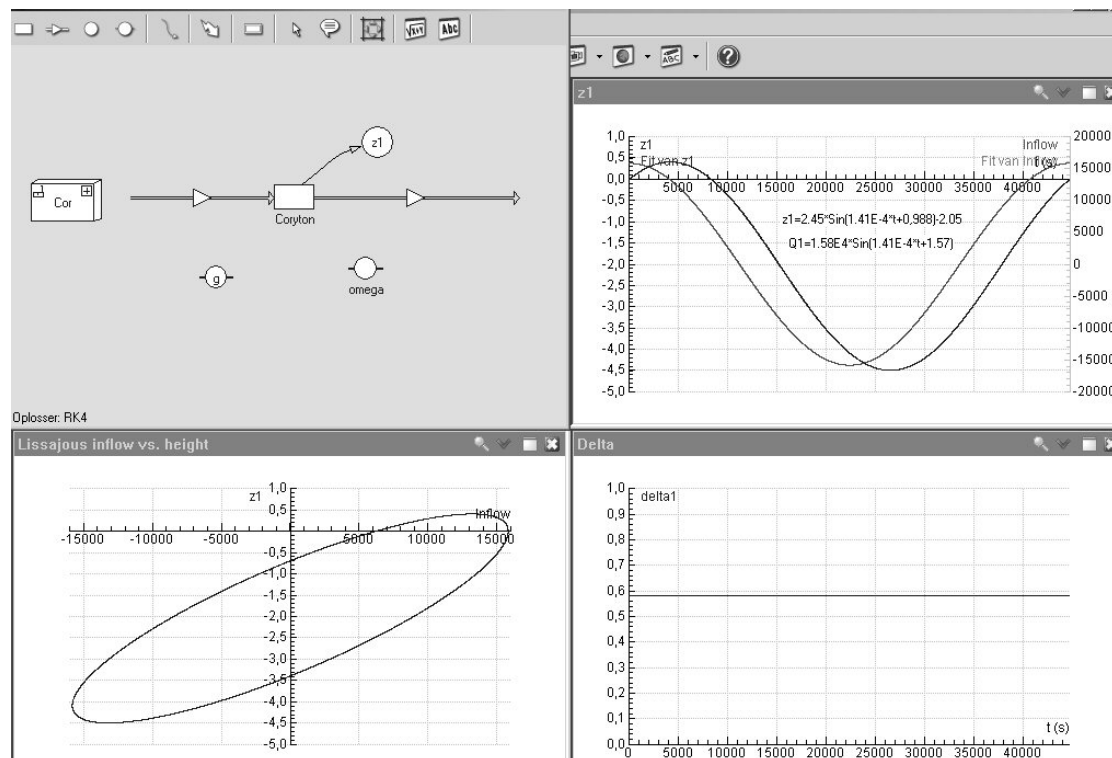 √x+y
Abc
ABC
?
Cor
z1
Coryton
g
omega
Oplosser: RK4
z1
1,0
0,5
0,0
-0,5
-1,0
-1,5
-2,0
-2,5
-3,0
-3,5
-4,0
-4,5
-5,0
z1
Fit van z1
Inflow
Fit van Inflow
t (s)
5000 10000 15000 20000 25000 30000 35000 40000
z1=2.45*Sin(1.41E-4*t+0,988)-2.05
Q1=1.58E4*Sin(1.41E-4*t+1.57)
20000
15000
10000
5000
0
-5000
-10000
-15000
-20000
Lissajous inflow vs. height
z1
1,0
0,5
-0,5
-1,0
-1,5
-2,0
-2,5
-3,0
-3,5
-4,0
-4,5
-5,0
Inflow
-15000 -10000 -5000 0 5000 10000 15000
Delta
1,0
0,9
0,8
0,7
0,6
0,5
0,4
0,3
0,2
0,1
0,0
delta1
t (s)
0 5000 10000 15000 20000 25000 30000 35000 40000